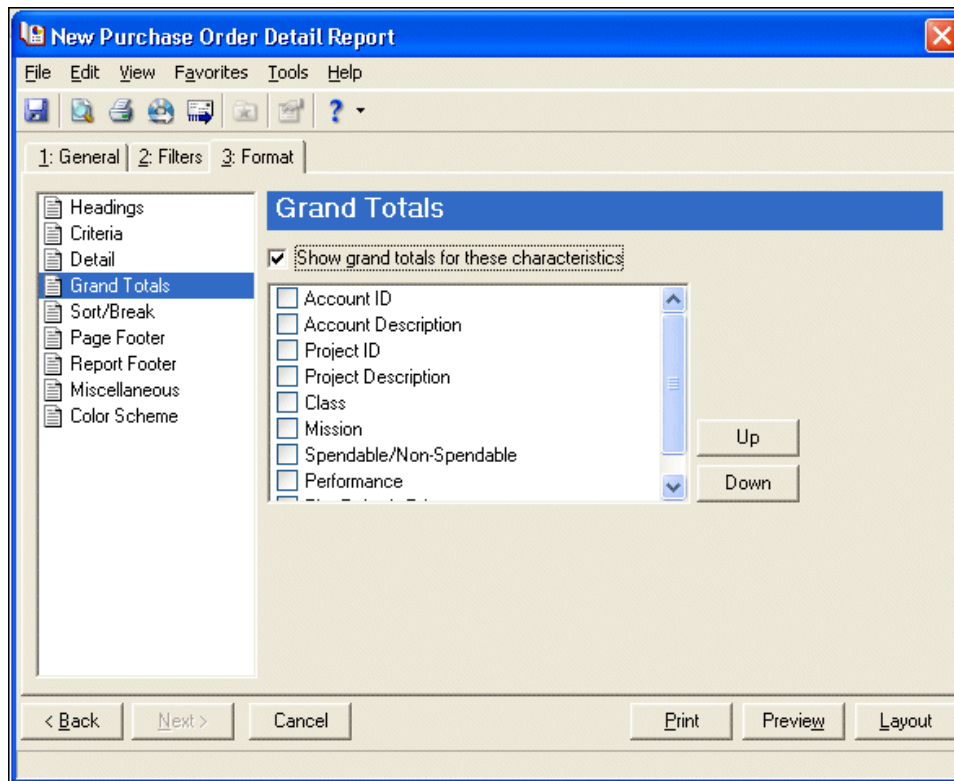 New Purchase Order Detail Report
File Edit View Favorites Tools Help
?
1: General 2: Filters 3: Format
Headings
Criteria
Detail
Grand Totals
Sort/Break
Page Footer
Report Footer
Miscellaneous
Color Scheme
Grand Totals
Show grand totals for these characteristics
Account ID
Account Description
Project ID
Project Description
Class
Mission
Spendable/Non-Spendable
Performance
Up
Down
< Back Next > Cancel Print Preview Layout